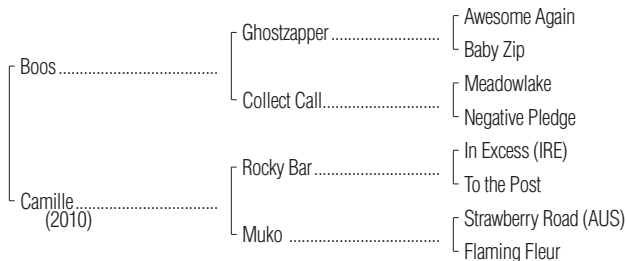 Awesome Again
Ghostzapper
Baby Zip
Boos
Meadowlake
Collect Call
Negative Pledge
In Excess (IRE)
Rocky Bar
To the Post
Camille
(2010)
Strawberry Road (AUS)
Muko
Flaming Fleur